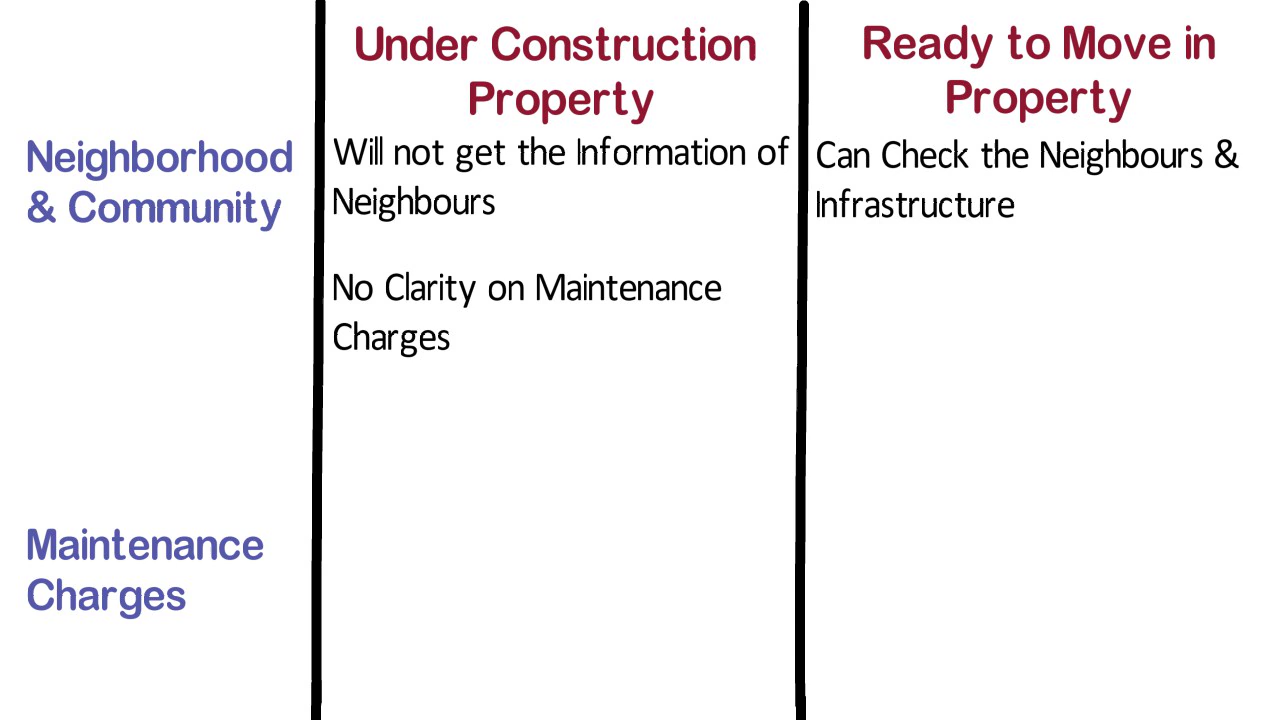 Under Construction
Property
Ready to Move in
Property
Neighborhood
& Community
Will not get the Information of
Neighbours
Can Check the Neighbours &
Infrastructure
No Clarity on Maintenance
Charges
Maintenance
Charges